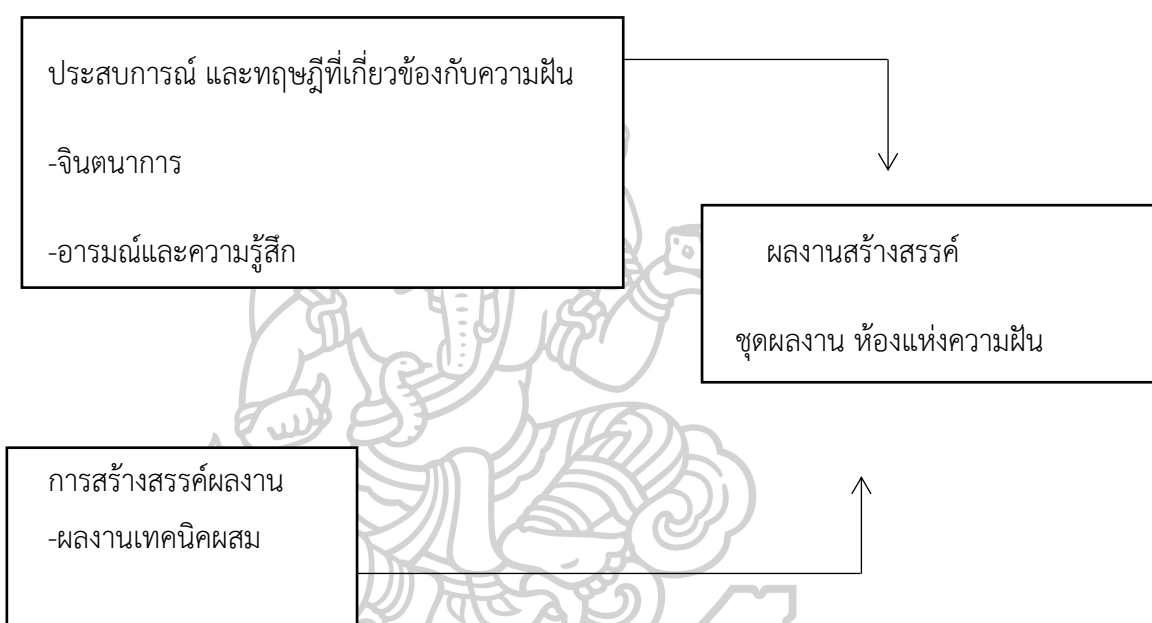 ประสบการณ์ และทฤษฎีที่เกี่ยวข้องกับความฝัน
-จินตนาการ
-อารมณ์และความรู้สึก
ผลงานสร้างสรรค์
ชุดผลงาน ห้องแห่งความฝัน
การสร้างสรรค์ผลงาน
-ผลงานเทคนิคผสม